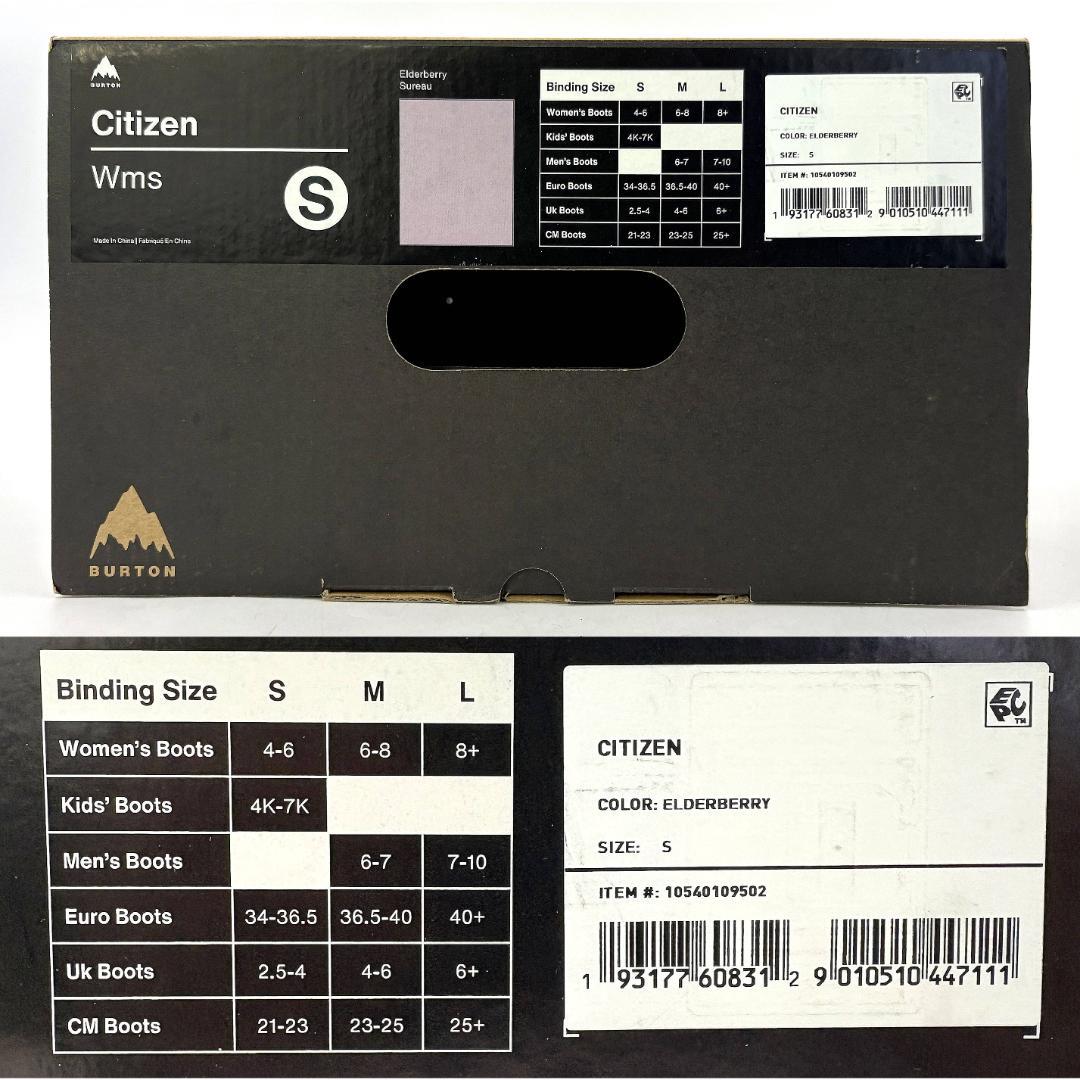 BURTON
Citizen
Wms
S
Made In China | Fabriqué En Chine
Elderberry
Sureau
Binding Size S M L
Women's Boots 4-6 6-8 8+
Kids' Boots 4K-7K
Men's Boots 6-7 7-10
Euro Boots 34-36.5 36.5-40 40+
Uk Boots 2.5-4 4-6 6+
CM Boots 21-23 23-25 25+
CITIZEN
COLOR: ELDERBERRY
SIZE: S
ITEM #: 10540109502
1 93177 60831 2 9 010510 447111
BURTON
Binding Size S M L
Women's Boots 4-6 6-8 8+
Kids' Boots 4K-7K
Men's Boots 6-7 7-10
Euro Boots 34-36.5 36.5-40 40+
Uk Boots 2.5-4 4-6 6+
CM Boots 21-23 23-25 25+
EPC TM
CITIZEN
COLOR: ELDERBERRY
SIZE: S
ITEM #: 10540109502
1 93177 60831 2 9 010510 447111